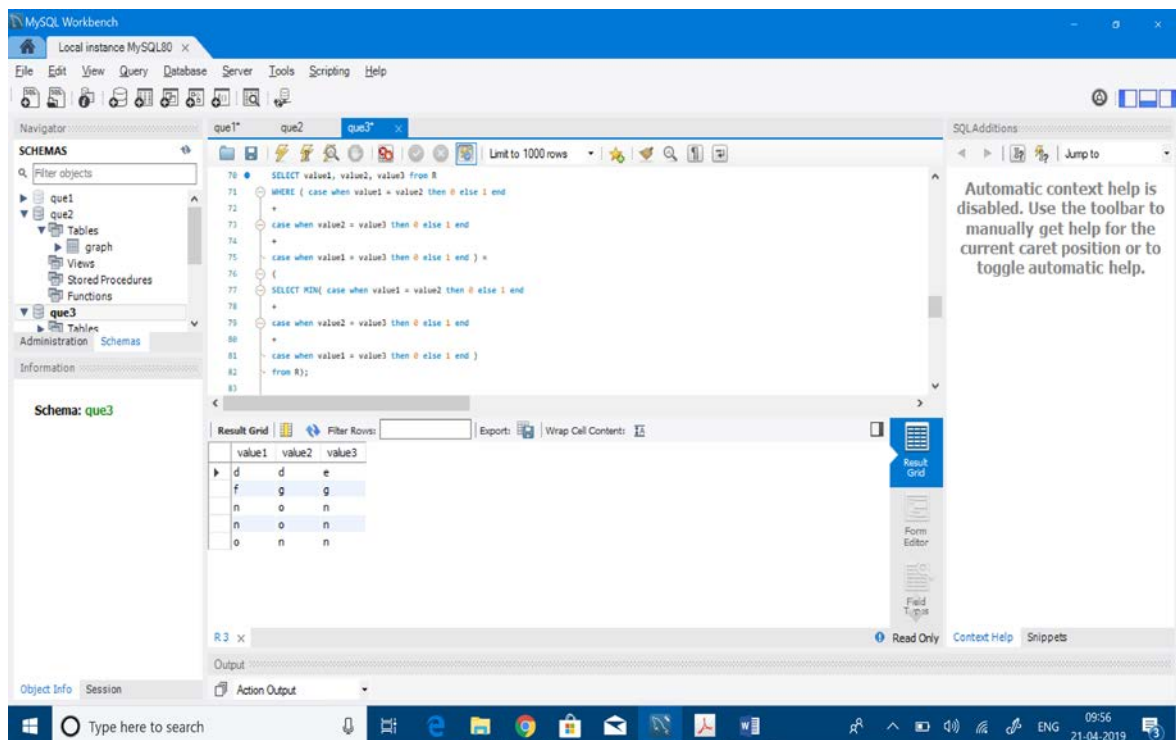 MySQL Workbench
Local instance MySQL80 ×
File Edit View Query Database Server Tools Scripting Help
Navigator
SCHEMAS
Filter objects
que1
que2
Tables
graph
Views
Stored Procedures
Functions
que3
Tables
Administration Schemas
Information
Schema: que3
Object Info Session
que1* que2 que3* ×
Limit to 1000 rows
70 SELECT value1, value2, value3 from R
71 WHERE ( case when value1 = value2 then 0 else 1 end
72 +
73 case when value2 = value3 then 0 else 1 end
74 +
75 case when value1 = value3 then 0 else 1 end ) =
76 (
77 SELECT MIN( case when value1 = value2 then 0 else 1 end
78 +
79 case when value2 = value3 then 0 else 1 end
80 +
81 case when value1 = value3 then 0 else 1 end )
82 from R);
83
Result Grid Filter Rows: Export: Wrap Cell Content:
value1 value2 value3
d d e
f g g
n o n
n o n
o n n
Result Grid
Form Editor
Field Types
R 3 × Read Only
Output
Action Output
SQLAdditions
Jump to
Automatic context help is
disabled. Use the toolbar to
manually get help for the
current caret position or to
toggle automatic help.
Context Help Snippets
Type here to search
ENG
09:56
21-04-2019
3